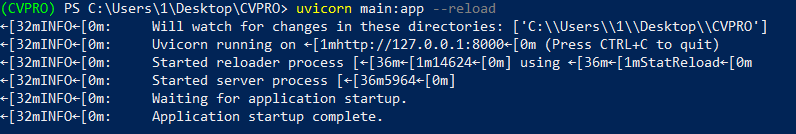 (CVPRO) PS C:\Users\1\Desktop\CVPRO> uvicorn main:app --reload
←[32mINFO←[0m:     Will watch for changes in these directories: ['C:\\Users\\1\\Desktop\\CVPRO']
←[32mINFO←[0m:     Uvicorn running on ←[1mhttp://127.0.0.1:8000←[0m (Press CTRL+C to quit)
←[32mINFO←[0m:     Started reloader process [←[36m←[1m14624←[0m] using ←[36m←[1mStatReload←[0m
←[32mINFO←[0m:     Started server process [←[36m5964←[0m]
←[32mINFO←[0m:     Waiting for application startup.
←[32mINFO←[0m:     Application startup complete.